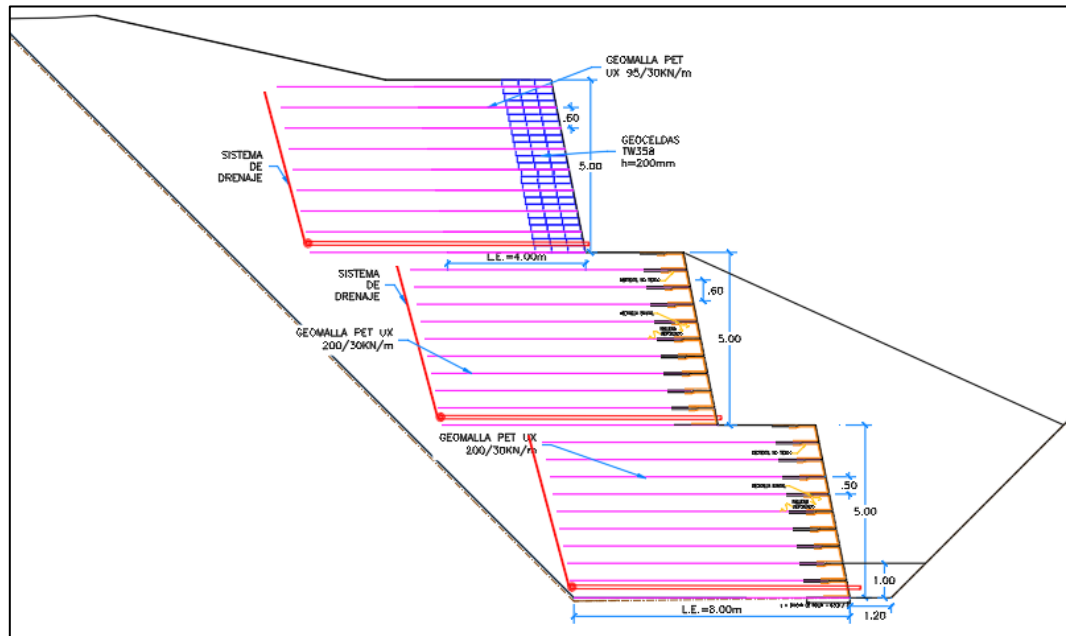 GEOMALLA PET
UX 95/30KN/m
.60
GEOCELDAS
TW358
h=200mm
5.00
SISTEMA
DE
DRENAJE
L.E.=4.00m
SISTEMA
DE
DRENAJE
.60
5.00
GEOMALLA PET UX
200/30KN/m
GEOMALLA PET UX
200/30KN/m
.50
5.00
1.00
L.E.=8.00m
1.20